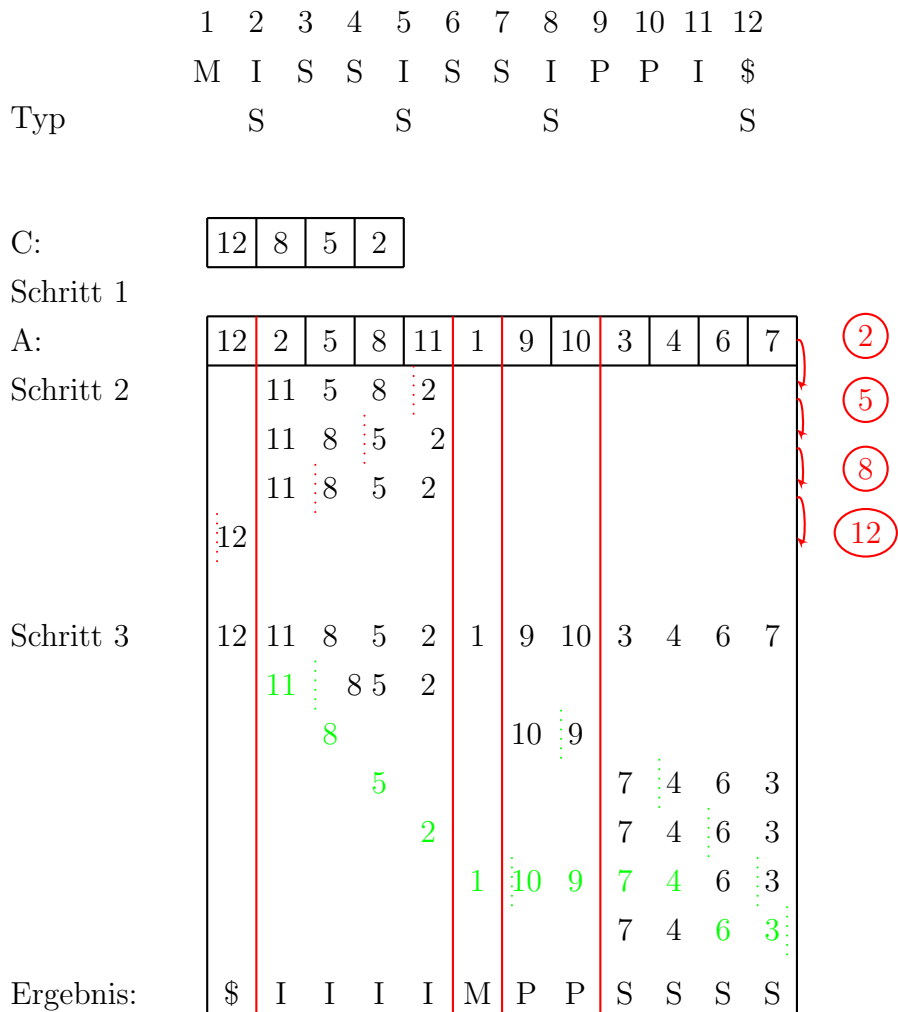 1 2 3 4 5 6 7 8 9 10 11 12
M I S S I S S I P P I $
Typ S S S S
C: 12 8 5 2
Schritt 1
A: 12 2 5 8 11 1 9 10 3 4 6 7 2
Schritt 2 11 5 8 2 5
11 8 5 2
11 8 5 2 8
12 12
Schritt 3 12 11 8 5 2 1 9 10 3 4 6 7
11 8 5 2
8 10 9
5 7 4 6 3
2 7 4 6 3
1 10 9 7 4 6 3
7 4 6 3
Ergebnis: $ I I I I M P P S S S S